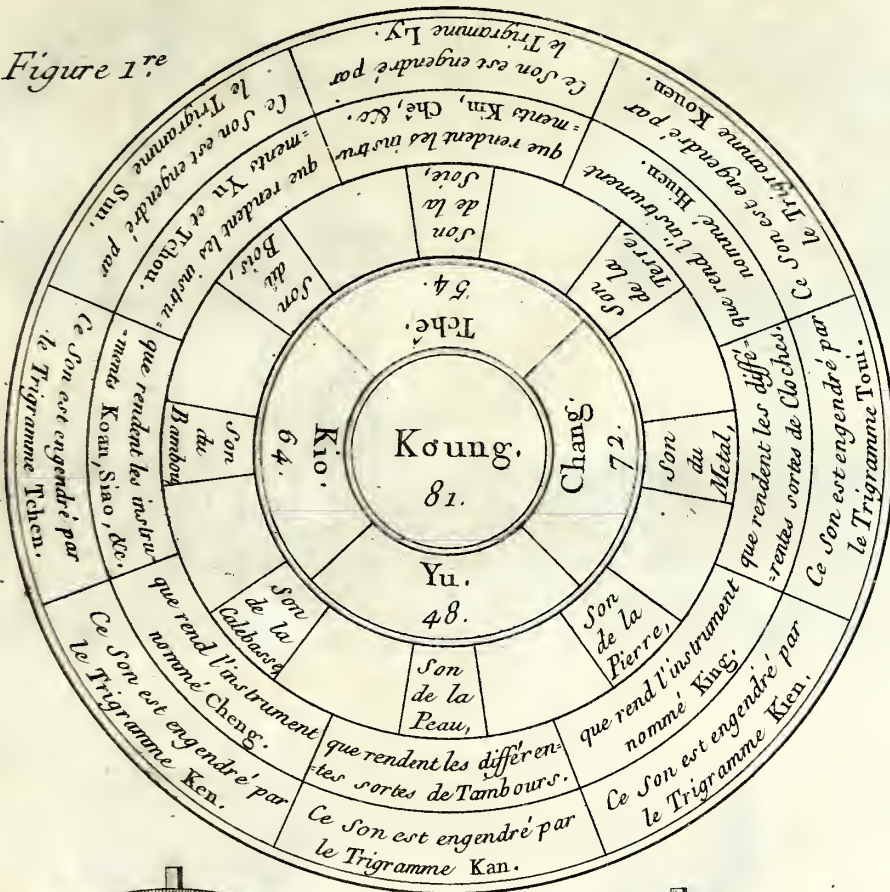 Figure 1.re
Koung.
81.
Tchê.
54.
Chang.
72.
Yu.
48.
Kio.
64.
Son
de la
Soie,
que rendent les instru
=ments Kin, Chê, &c.
Ce Son est engendré par
le Trigramme Ly.
Son
de la
Terre,
que rend l'instrument
nommé Hiuen.
Ce Son est engendré par
le Trigramme Kouen.
Son
du
Metal,
que rendent les diffé=
=rentes sortes de Cloches.
Ce Son est engendré par
le Trigramme Toui.
Son
de la
Pierre,
que rend l'instrument
nommé King.
Ce Son est engendré par
le Trigramme Kien.
Son
de la
Peau,
que rendent les différen=
=tes sortes de Tambours.
Ce Son est engendré par
le Trigramme Kan.
Son
de la
Calebasse,
que rend l'instrument
nommé Cheng.
Ce Son est engendré par
le Trigramme Ken.
Son
du
Bambou
que rendent les instru=
=ments Koan, Siao, &c.
Ce Son est engendré par
le Trigramme Tchen.
Son
du
Bois,
que rendent les instru=
=ments Yu et Tchou.
Ce Son est engendré par
le Trigramme Sun.